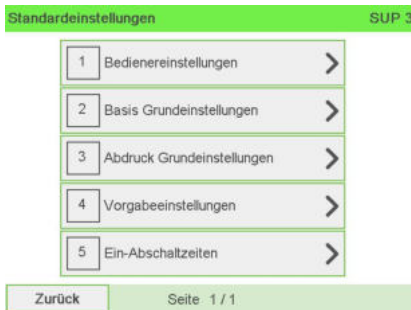 Standardeinstellungen SUP 3
1 Bedienereinstellungen
2 Basis Grundeinstellungen
3 Abdruck Grundeinstellungen
4 Vorgabeeinstellungen
5 Ein-Abschaltzeiten
Zurück Seite 1 / 1